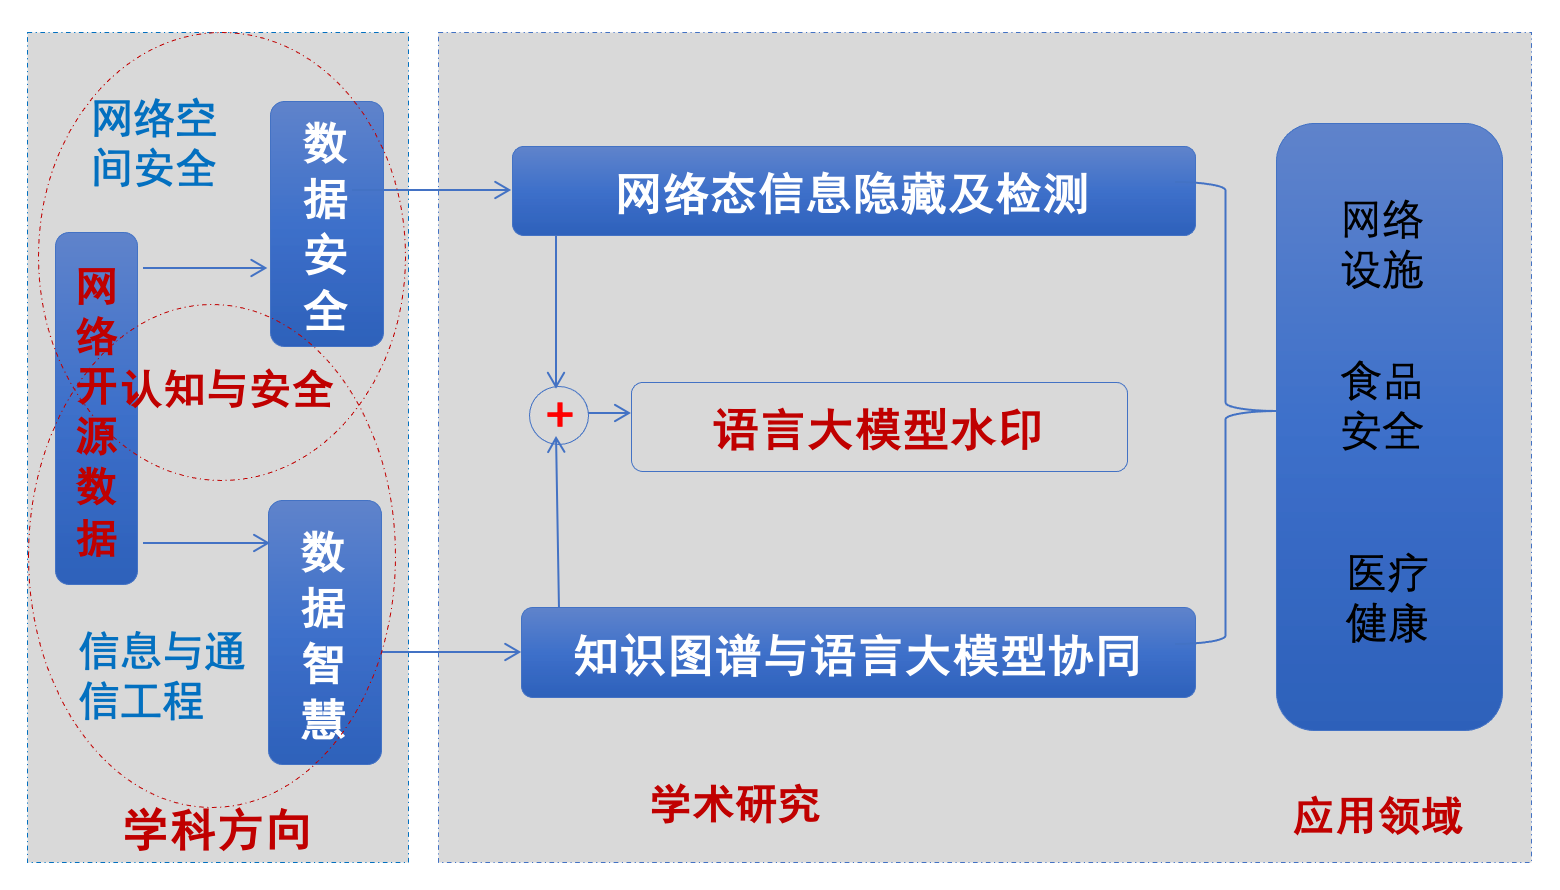 网络空
间安全
数
据
安
全
网
络
开
源
数
据
认知与安全
数
据
智
慧
信息与通
信工程
学科方向
网络态信息隐藏及检测
+
语言大模型水印
知识图谱与语言大模型协同
学术研究
网络
设施
食品
安全
医疗
健康
应用领域